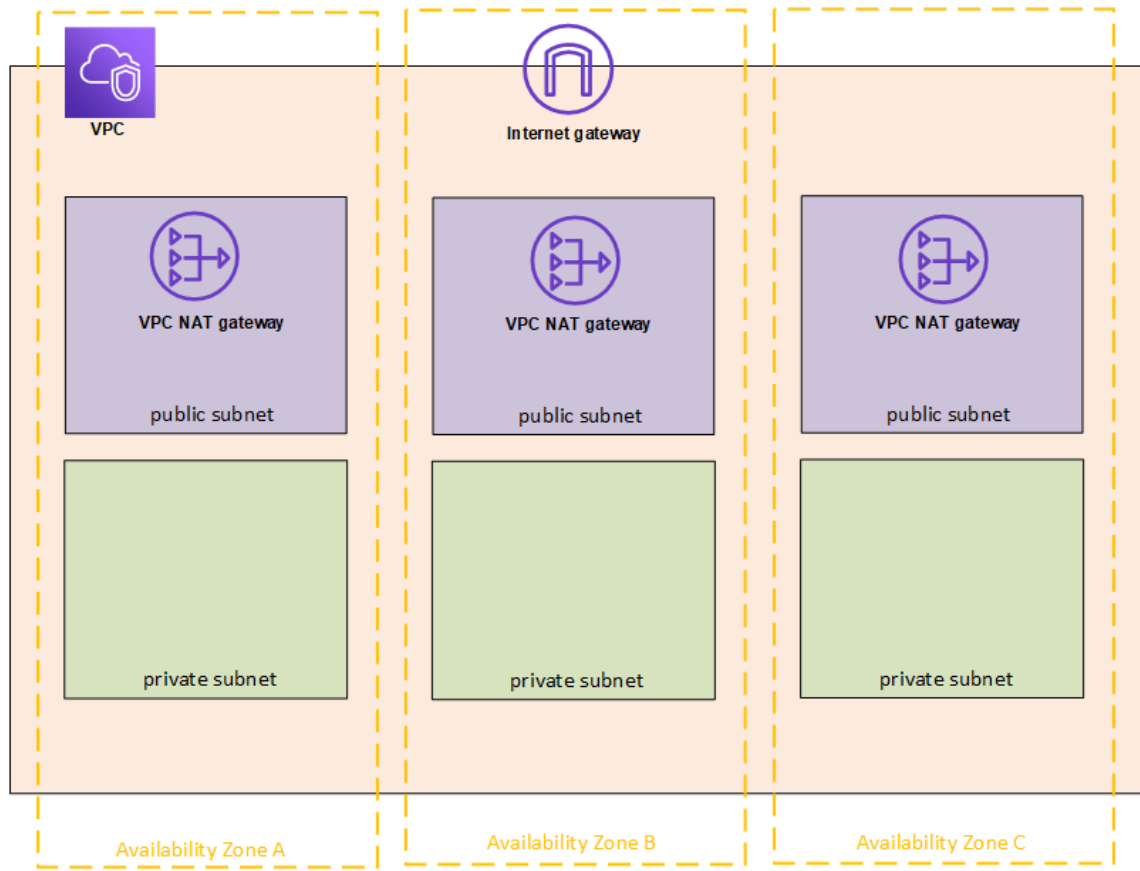 VPC
Internet gateway
VPC NAT gateway
VPC NAT gateway
VPC NAT gateway
public subnet
public subnet
public subnet
private subnet
private subnet
private subnet
Availability Zone A
Availability Zone B
Availability Zone C